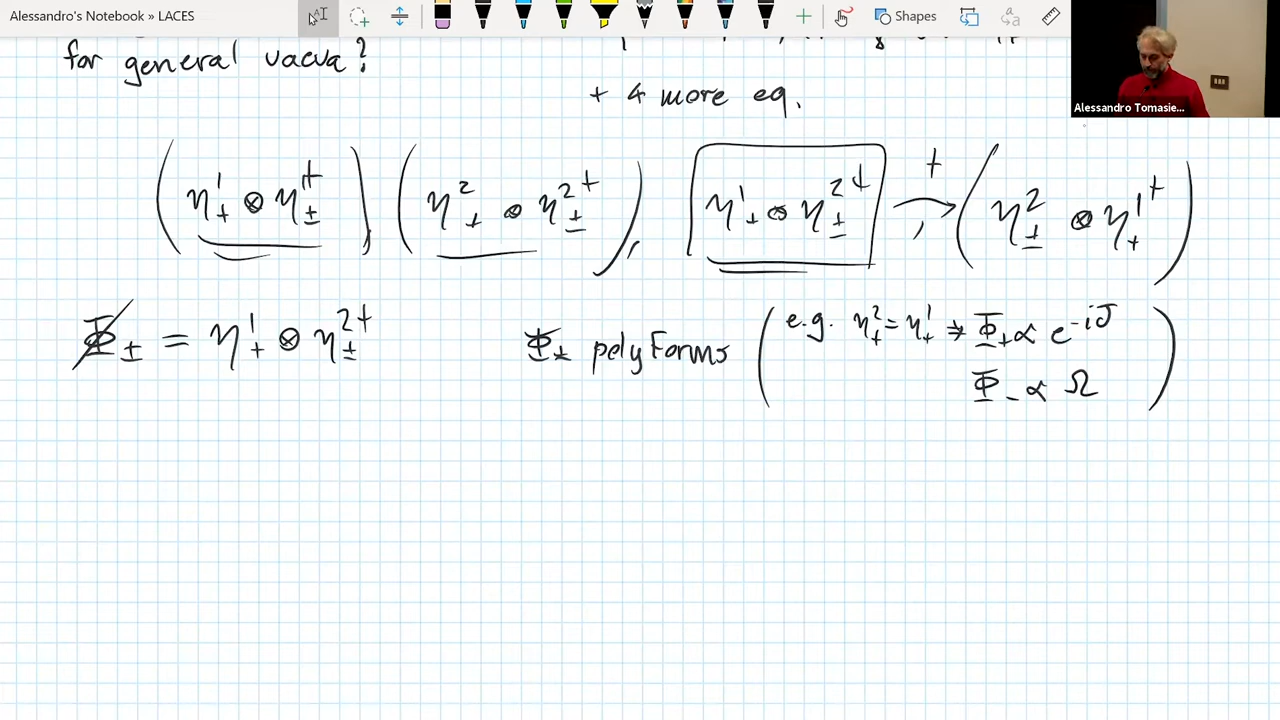 Alessandro's Notebook » LACES
Shapes
Alessandro Tomasie...
for general vacua?
+ 4 more eq.
(η¹₊ ⊗ η¹†±), (η²₊ ⊗ η²†±), η¹₊ ⊗ η²†± →†, (η²± ⊗ η¹†₊)
Φ̸± = η¹₊ ⊗ η²†±
Φ± polyforms
(e.g. η²₊ = η¹₊ ⇒ Φ₊ ∝ e^{-iJ}
Φ₋ ∝ Ω)